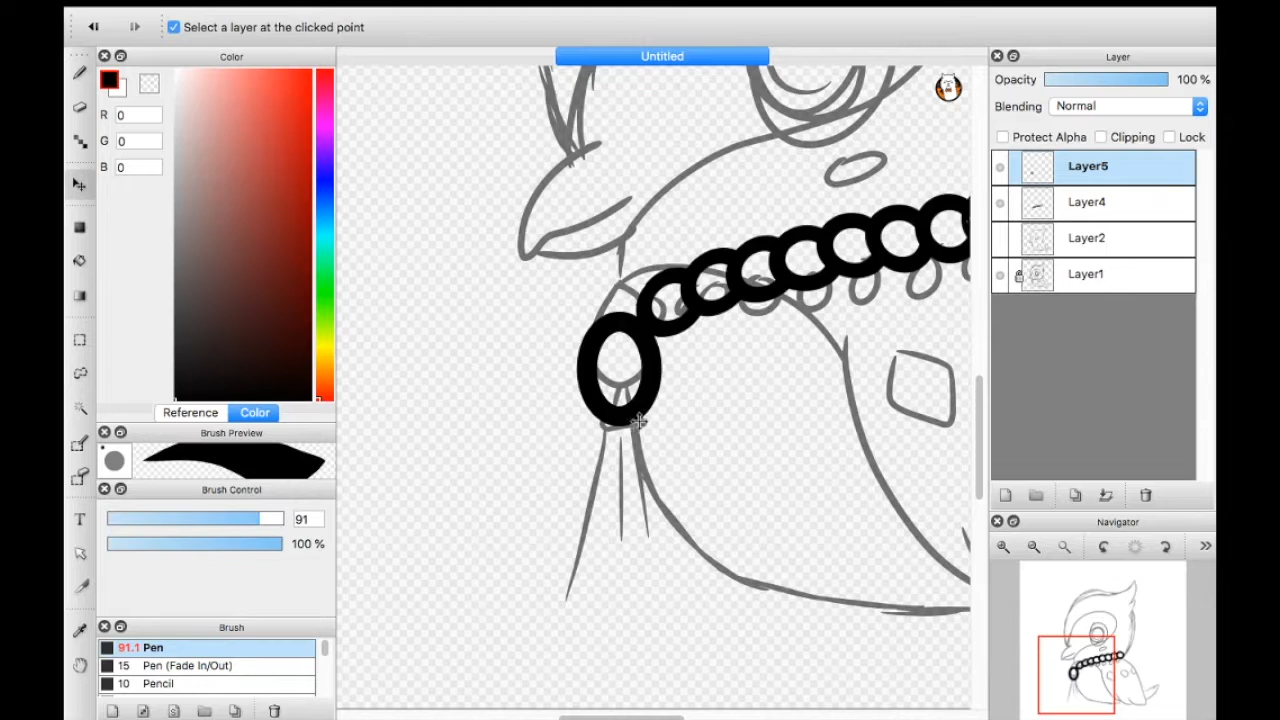 Select a layer at the clicked point
Color
Untitled
Layer
R 0
G 0
B 0
Opacity 100 %
Blending Normal
Protect Alpha Clipping Lock
Layer5
Layer4
Layer2
Layer1
Reference Color
Brush Preview
Brush Control
91
100 %
Navigator
Brush
91.1 Pen
15 Pen (Fade In/Out)
10 Pencil